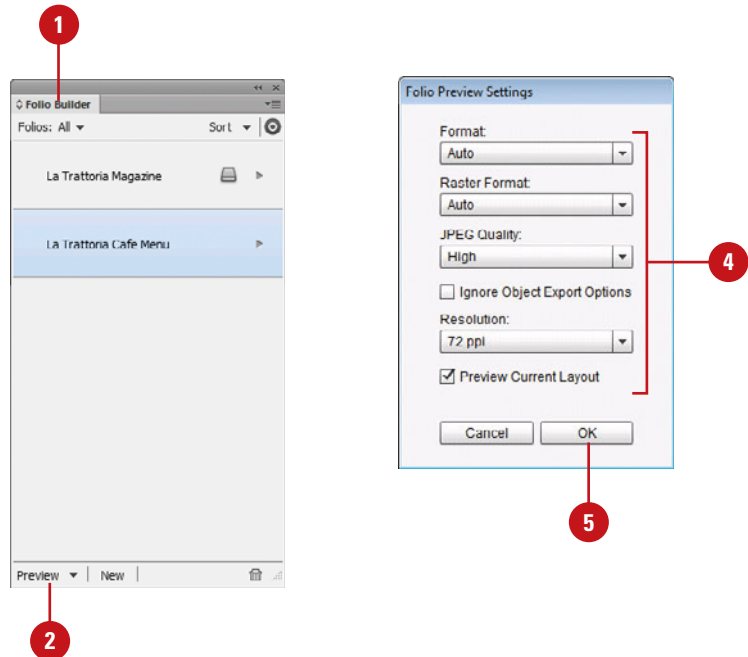 1
Folio Builder
Folios: All
Sort
La Trattoria Magazine
La Trattoria Cafe Menu
Preview
New
2
Folio Preview Settings
Format:
Auto
Raster Format:
Auto
JPEG Quality:
High
Ignore Object Export Options
Resolution:
72 ppi
Preview Current Layout
4
Cancel
OK
5